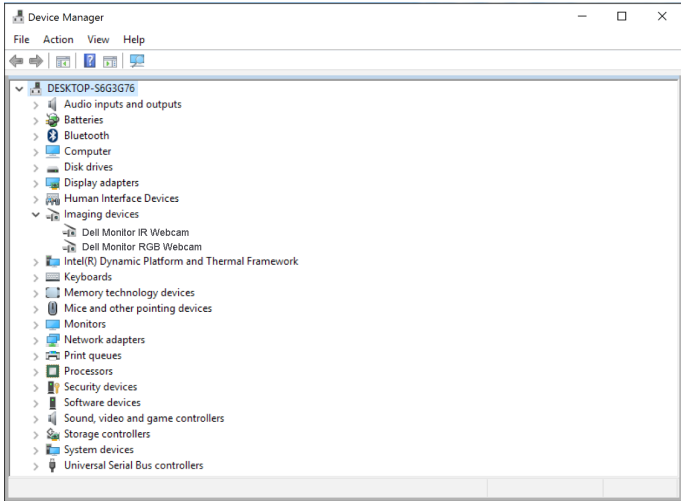 Device Manager
File Action View Help
DESKTOP-S6G3G76
Audio inputs and outputs
Batteries
Bluetooth
Computer
Disk drives
Display adapters
Human Interface Devices
Imaging devices
Dell Monitor IR Webcam
Dell Monitor RGB Webcam
Intel(R) Dynamic Platform and Thermal Framework
Keyboards
Memory technology devices
Mice and other pointing devices
Monitors
Network adapters
Print queues
Processors
Security devices
Software devices
Sound, video and game controllers
Storage controllers
System devices
Universal Serial Bus controllers